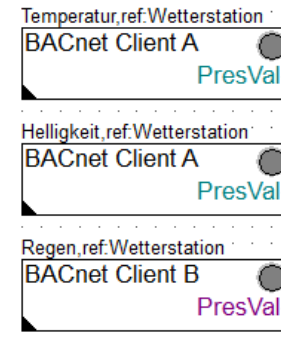 Temperatur,ref:Wetterstation
BACnet Client A
PresVal
Helligkeit,ref:Wetterstation
BACnet Client A
PresVal
Regen,ref:Wetterstation
BACnet Client B
PresVal